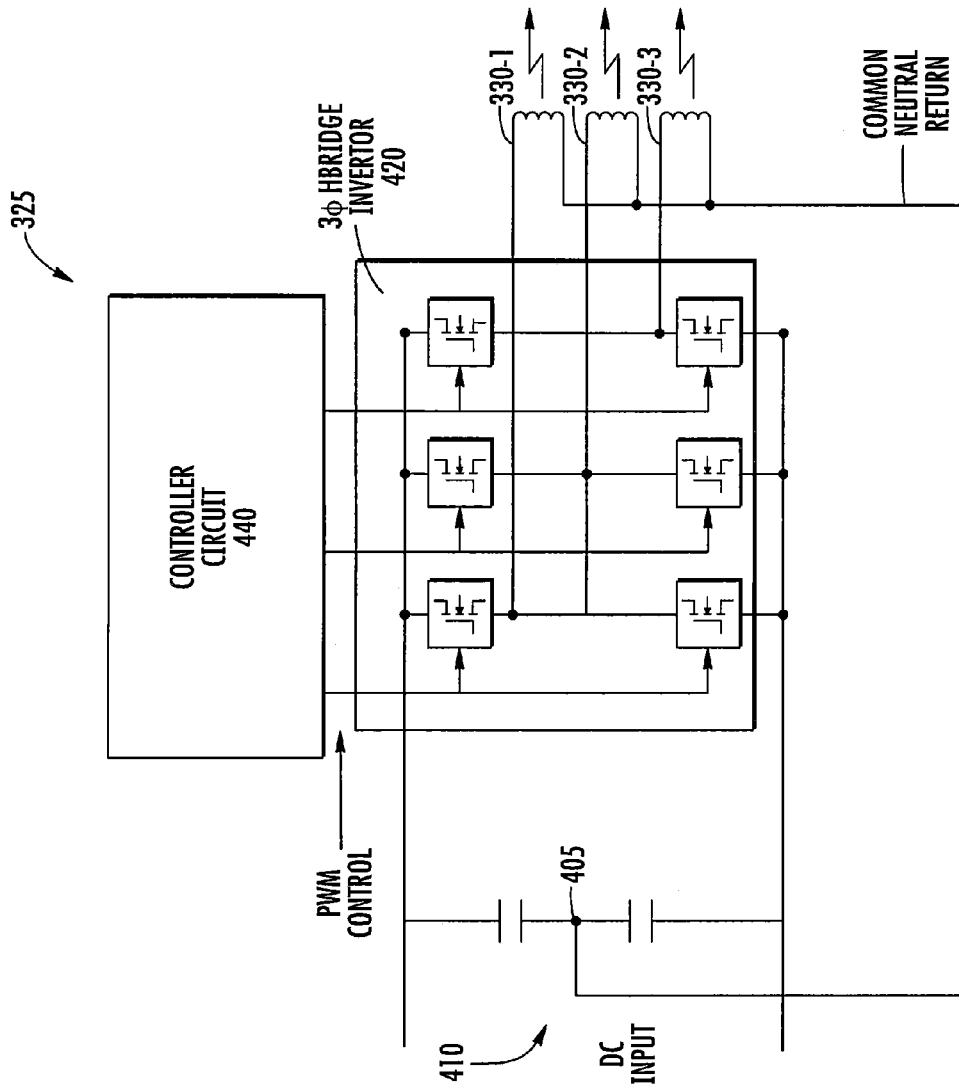 325
CONTROLLER
CIRCUIT
440
3ϕ HBRIDGE
INVERTOR
420
330-1
330-2
330-3
PWM
CONTROL
405
410
DC
INPUT
COMMON
NEUTRAL
RETURN